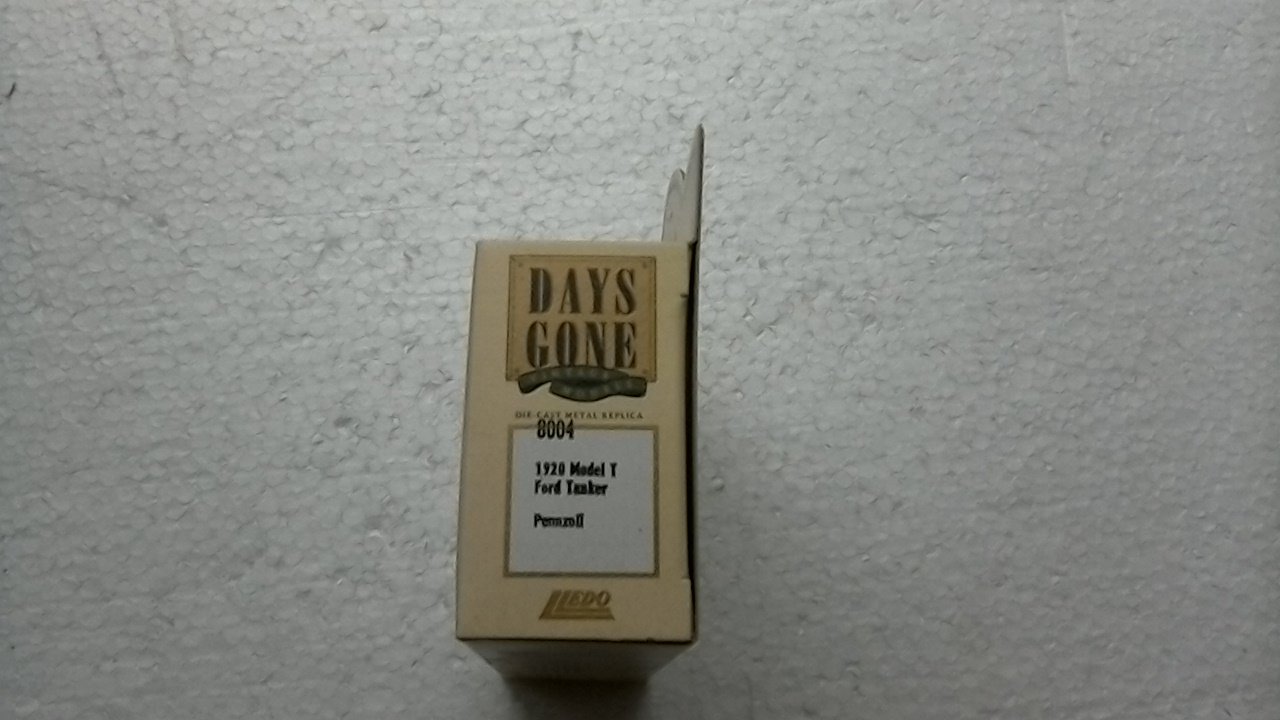 DAYS
GONE
DIE-CAST METAL REPLICA
8004
1920 Model T
Ford Tanker
Pennzoil
LLEDO